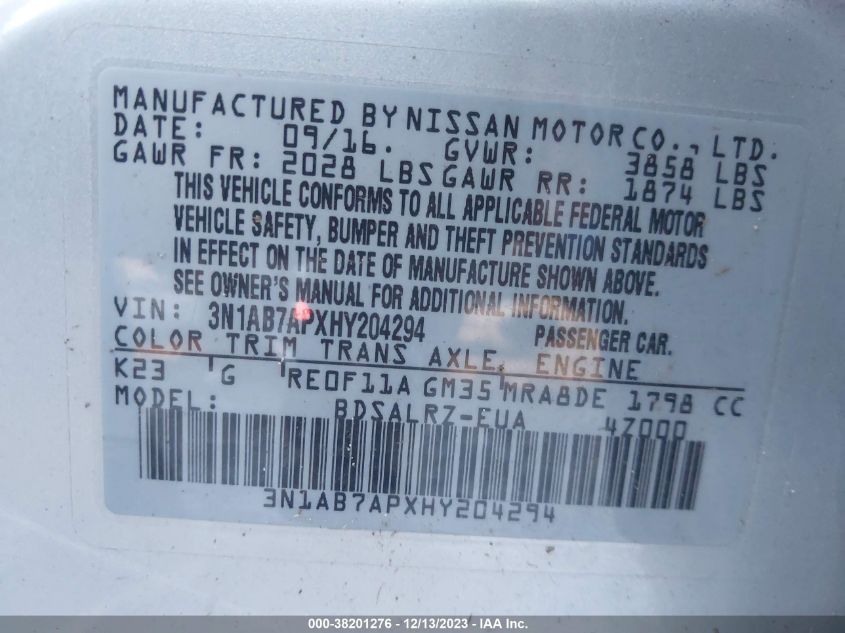 MANUFACTURED BY NISSAN MOTOR CO., LTD.
DATE: 09/16. GVWR: 3858 LBS
GAWR FR: 2028 LBS GAWR RR: 1874 LBS
THIS VEHICLE CONFORMS TO ALL APPLICABLE FEDERAL MOTOR
VEHICLE SAFETY, BUMPER AND THEFT PREVENTION STANDARDS
IN EFFECT ON THE DATE OF MANUFACTURE SHOWN ABOVE.
SEE OWNER'S MANUAL FOR ADDITIONAL INFORMATION.
VIN: 3N1AB7APXHY204294 PASSENGER CAR.
COLOR TRIM TRANS AXLE ENGINE
K23 G RE0F11A GM35 MRA8DE 1798 CC
MODEL: BDSALRZ-EUA 4Z000
3N1AB7APXHY204294
000-38201276 - 12/13/2023 - IAA Inc.